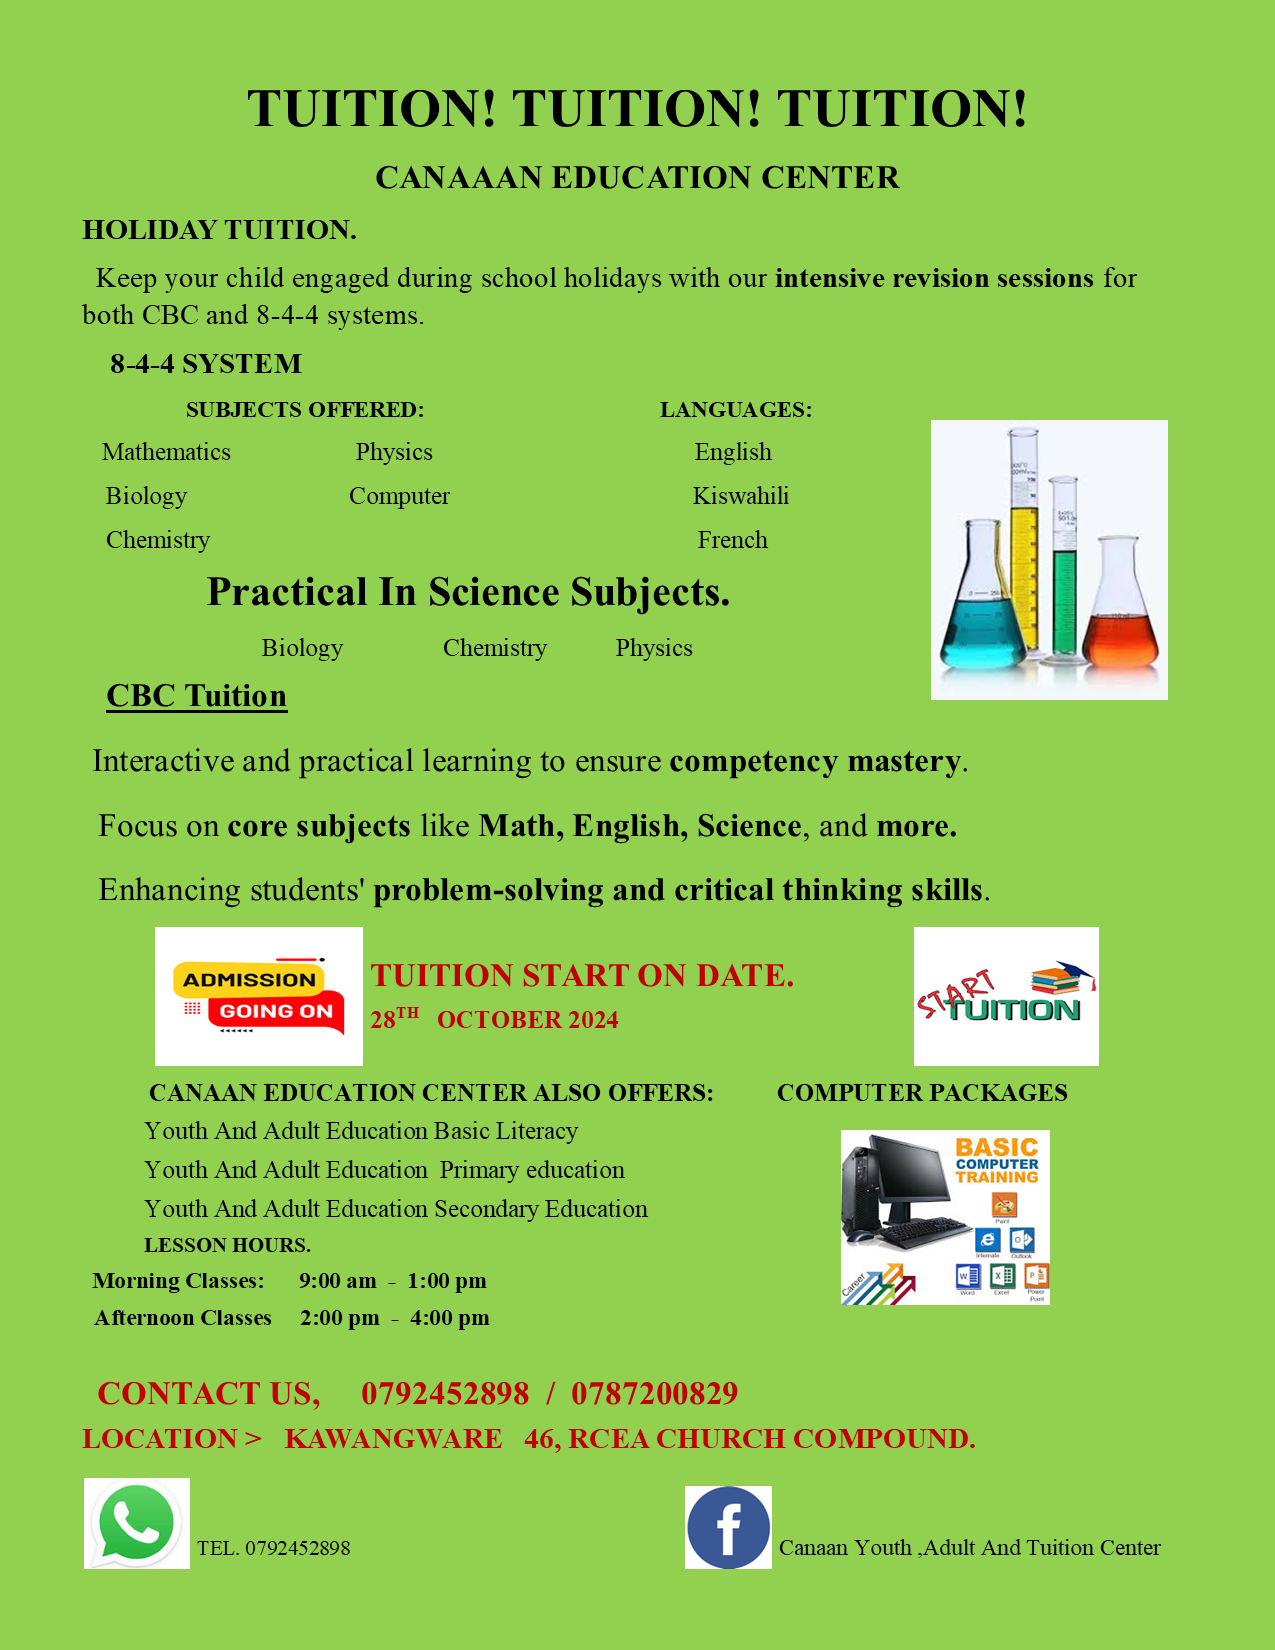 TUITION! TUITION! TUITION!
CANAAAN EDUCATION CENTER
HOLIDAY TUITION.
Keep your child engaged during school holidays with our intensive revision sessions for
both CBC and 8-4-4 systems.
8-4-4 SYSTEM
SUBJECTS OFFERED: LANGUAGES:
Mathematics Physics English
Biology Computer Kiswahili
Chemistry French
Practical In Science Subjects.
Biology Chemistry Physics
CBC Tuition
Interactive and practical learning to ensure competency mastery.
Focus on core subjects like Math, English, Science, and more.
Enhancing students' problem-solving and critical thinking skills.
ADMISSION
GOING ON
TUITION START ON DATE.
28TH OCTOBER 2024
START
TUITION
CANAAN EDUCATION CENTER ALSO OFFERS: COMPUTER PACKAGES
Youth And Adult Education Basic Literacy
Youth And Adult Education Primary education
Youth And Adult Education Secondary Education
LESSON HOURS.
Morning Classes: 9:00 am - 1:00 pm
Afternoon Classes 2:00 pm - 4:00 pm
BASIC
COMPUTER
TRAINING
Paint
Outlook
Career
Word Excel Power
Point
CONTACT US, 0792452898 / 0787200829
LOCATION > KAWANGWARE 46, RCEA CHURCH COMPOUND.
TEL. 0792452898
Canaan Youth ,Adult And Tuition Center